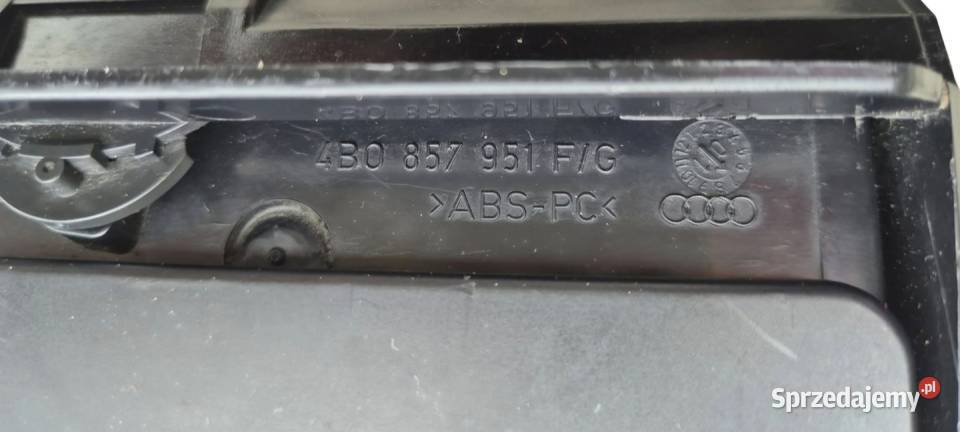 4B0 857 951 F/G
>ABS-PC<
Sprzedajemy.pl